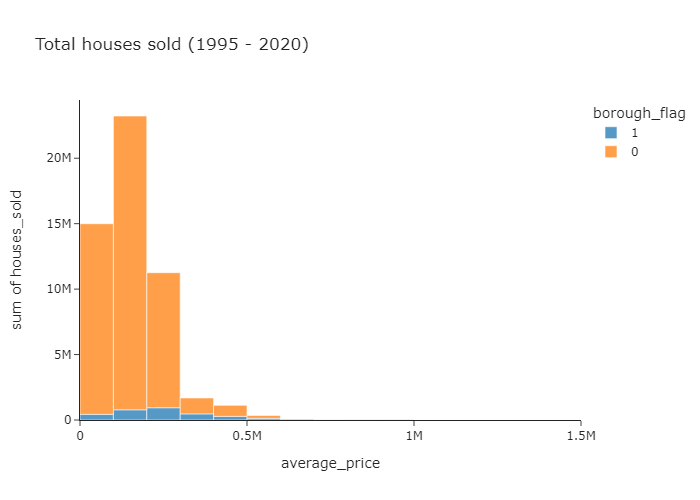 Total houses sold (1995 - 2020)
borough_flag
1
0
20M
15M
10M
5M
0
sum of houses_sold
0
0.5M
1M
1.5M
average_price